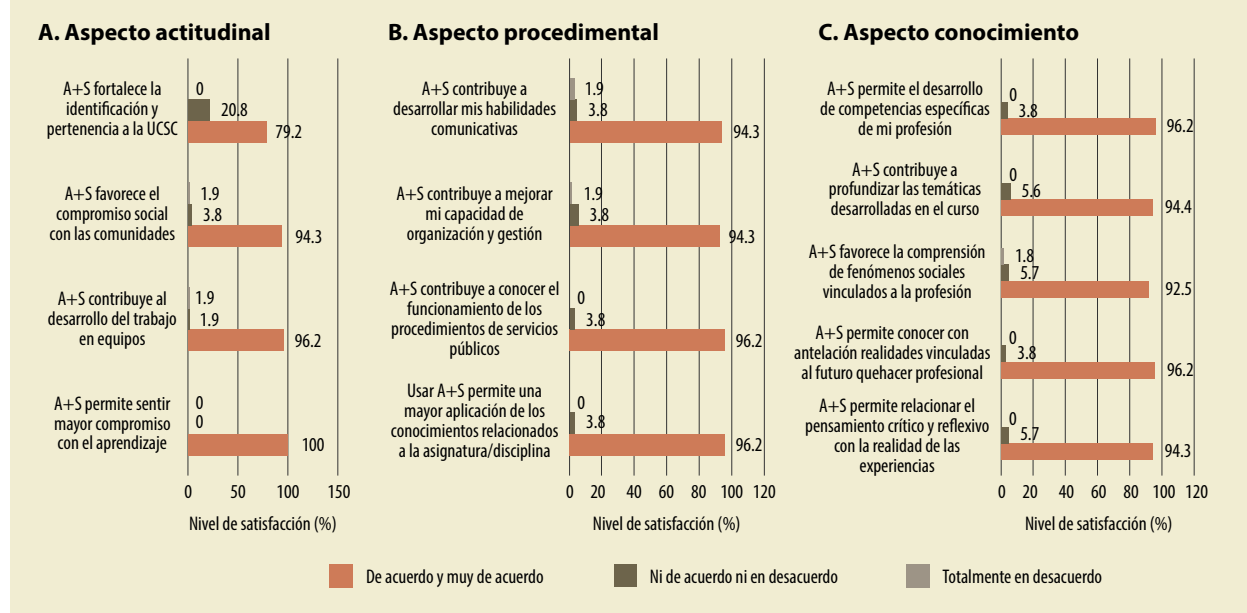 A. Aspecto actitudinal
A+S fortalece la
identificación y
pertenencia a la UCSC
0
20.8
79.2
A+S favorece el
compromiso social
con las comunidades
1.9
3.8
94.3
A+S contribuye al
desarrollo del trabajo
en equipos
1.9
1.9
96.2
A+S permite sentir
mayor compromiso
con el aprendizaje
0
0
100
0 50 100 150
Nivel de satisfacción (%)
B. Aspecto procedimental
A+S contribuye a
desarrollar mis habilidades
comunicativas
1.9
3.8
94.3
A+S contribuye a mejorar
mi capacidad de
organización y gestión
1.9
3.8
94.3
A+S contribuye a conocer el
funcionamiento de los
procedimientos de servicios
públicos
0
3.8
96.2
Usar A+S permite una
mayor aplicación de los
conocimientos relacionados
a la asignatura/disciplina
0
3.8
96.2
0 20 40 60 80 100 120
Nivel de satisfacción (%)
C. Aspecto conocimiento
A+S permite el desarrollo
de competencias específicas
de mi profesión
0
3.8
96.2
A+S contribuye a
profundizar las temáticas
desarrolladas en el curso
0
5.6
94.4
A+S favorece la comprensión
de fenómenos sociales
vinculados a la profesión
1.8
5.7
92.5
A+S permite conocer con
antelación realidades vinculadas
al futuro quehacer profesional
0
3.8
96.2
A+S permite relacionar el
pensamiento crítico y reflexivo
con la realidad de las
experiencias
0
5.7
94.3
0 20 40 60 80 100 120
Nivel de satisfacción (%)
De acuerdo y muy de acuerdo
Ni de acuerdo ni en desacuerdo
Totalmente en desacuerdo